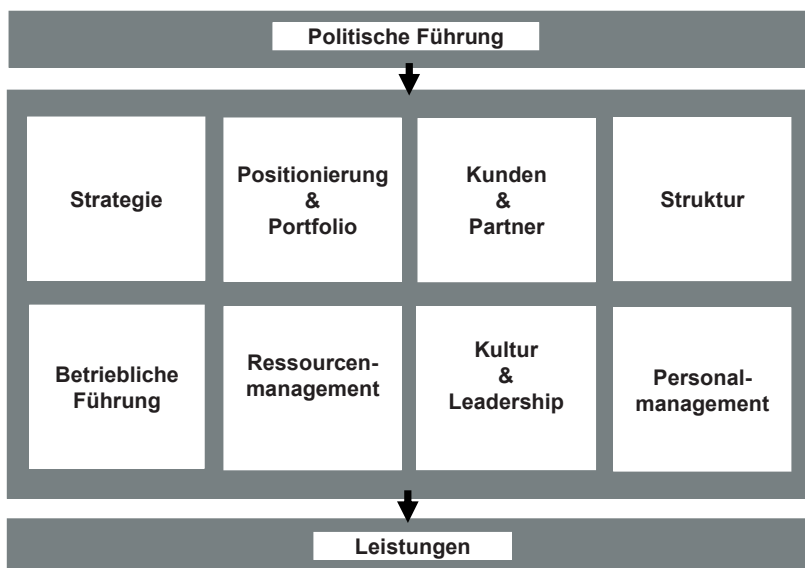 Politische Führung
Strategie
Positionierung
&
Portfolio
Kunden
&
Partner
Struktur
Betriebliche
Führung
Ressourcen-
management
Kultur
&
Leadership
Personal-
management
Leistungen